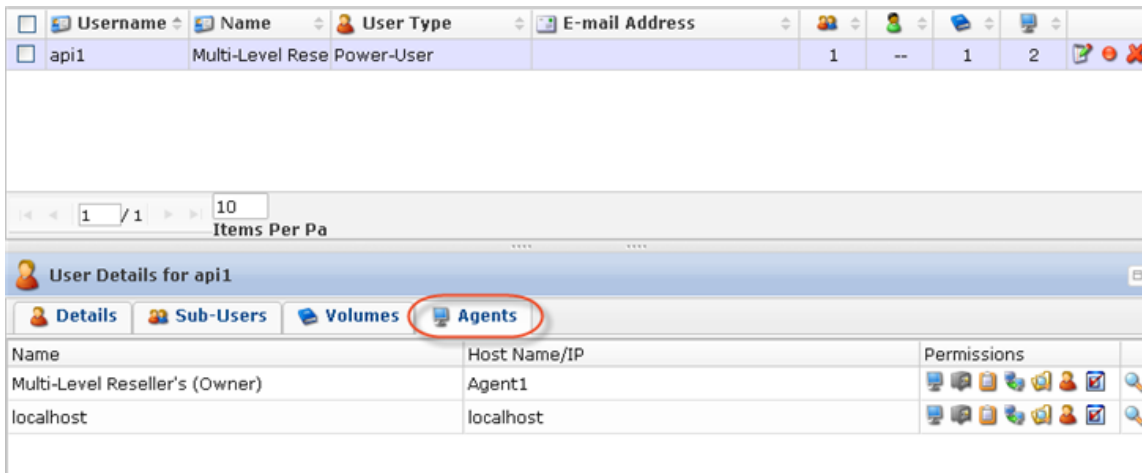 Username Name User Type E-mail Address
api1 Multi-Level Rese Power-User 1 -- 1 2
1 / 1 10
Items Per Pa
User Details for api1
Details Sub-Users Volumes Agents
Name Host Name/IP Permissions
Multi-Level Reseller's (Owner) Agent1
localhost localhost